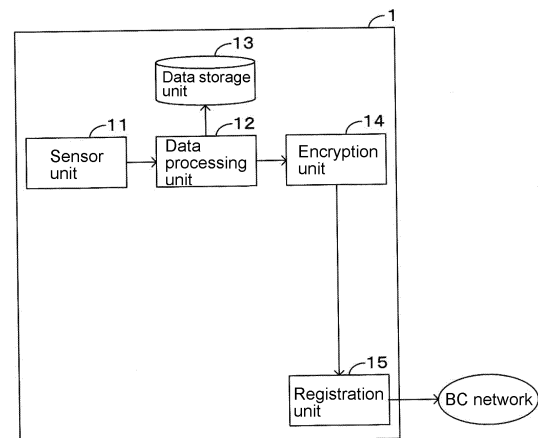 1
13
Data storage
unit
11
Sensor
unit
12
Data
processing
unit
14
Encryption
unit
15
Registration
unit
BC network